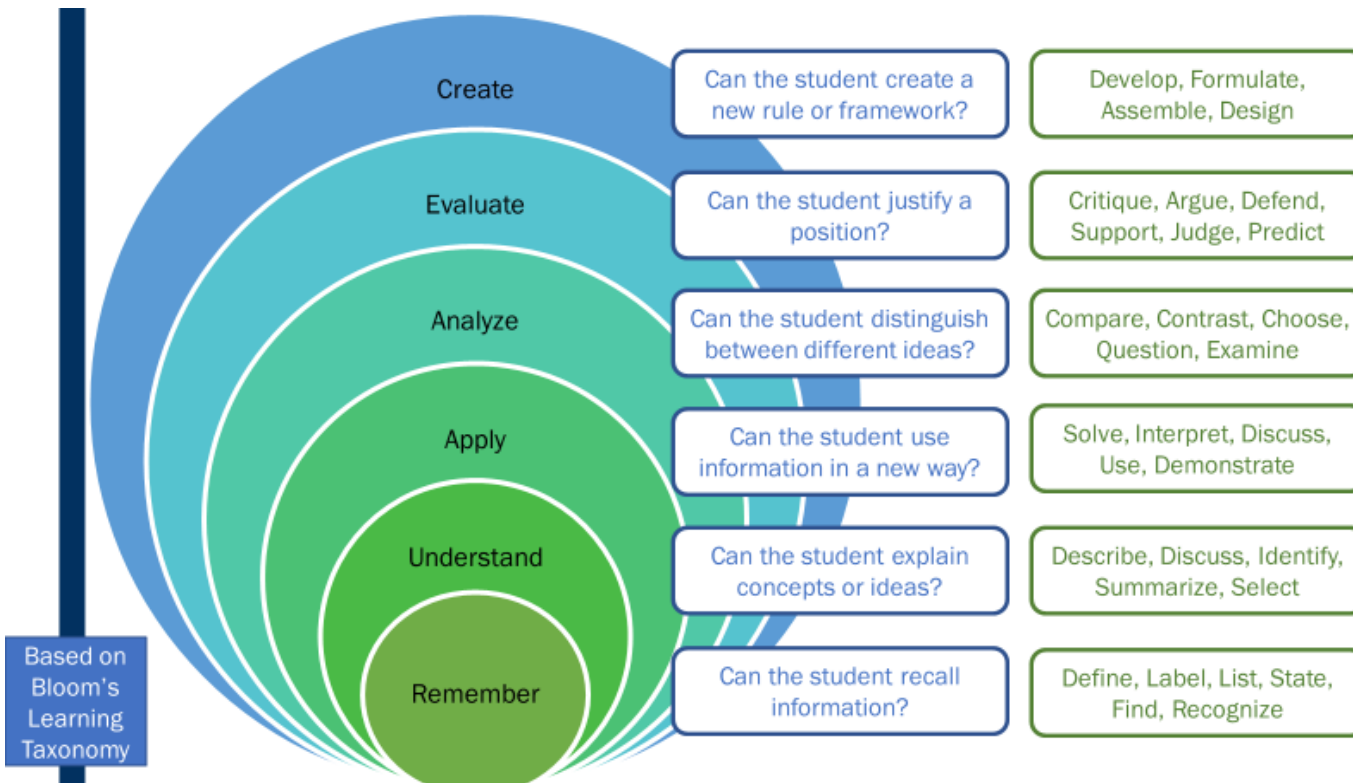 Create
Can the student create a
new rule or framework?
Develop, Formulate,
Assemble, Design
Evaluate
Can the student justify a
position?
Critique, Argue, Defend,
Support, Judge, Predict
Analyze
Can the student distinguish
between different ideas?
Compare, Contrast, Choose,
Question, Examine
Apply
Can the student use
information in a new way?
Solve, Interpret, Discuss,
Use, Demonstrate
Understand
Can the student explain
concepts or ideas?
Describe, Discuss, Identify,
Summarize, Select
Remember
Can the student recall
information?
Define, Label, List, State,
Find, Recognize
Based on
Bloom's
Learning
Taxonomy